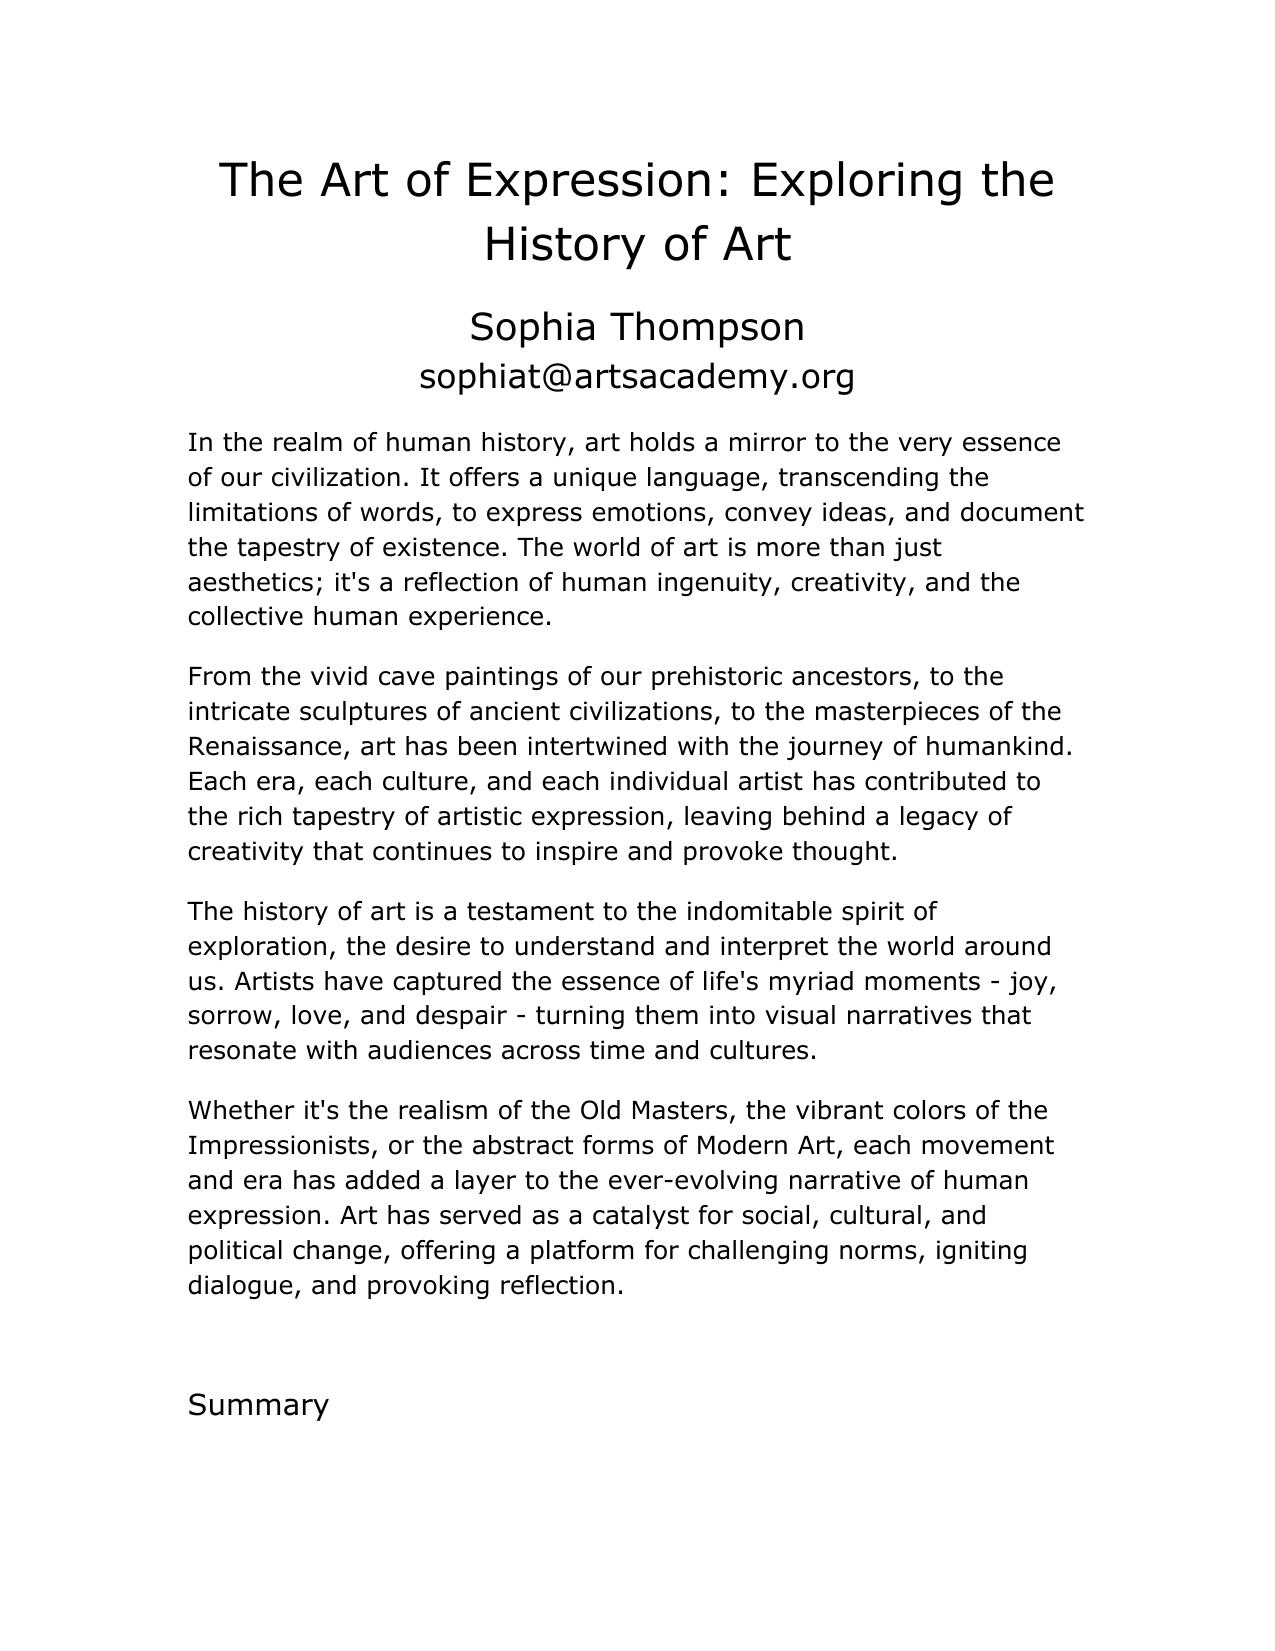 The Art of Expression: Exploring the
History of Art
Sophia Thompson
sophiat@artsacademy.org
In the realm of human history, art holds a mirror to the very essence
of our civilization. It offers a unique language, transcending the
limitations of words, to express emotions, convey ideas, and document
the tapestry of existence. The world of art is more than just
aesthetics; it's a reflection of human ingenuity, creativity, and the
collective human experience.
From the vivid cave paintings of our prehistoric ancestors, to the
intricate sculptures of ancient civilizations, to the masterpieces of the
Renaissance, art has been intertwined with the journey of humankind.
Each era, each culture, and each individual artist has contributed to
the rich tapestry of artistic expression, leaving behind a legacy of
creativity that continues to inspire and provoke thought.
The history of art is a testament to the indomitable spirit of
exploration, the desire to understand and interpret the world around
us. Artists have captured the essence of life's myriad moments - joy,
sorrow, love, and despair - turning them into visual narratives that
resonate with audiences across time and cultures.
Whether it's the realism of the Old Masters, the vibrant colors of the
Impressionists, or the abstract forms of Modern Art, each movement
and era has added a layer to the ever-evolving narrative of human
expression. Art has served as a catalyst for social, cultural, and
political change, offering a platform for challenging norms, igniting
dialogue, and provoking reflection.
Summary